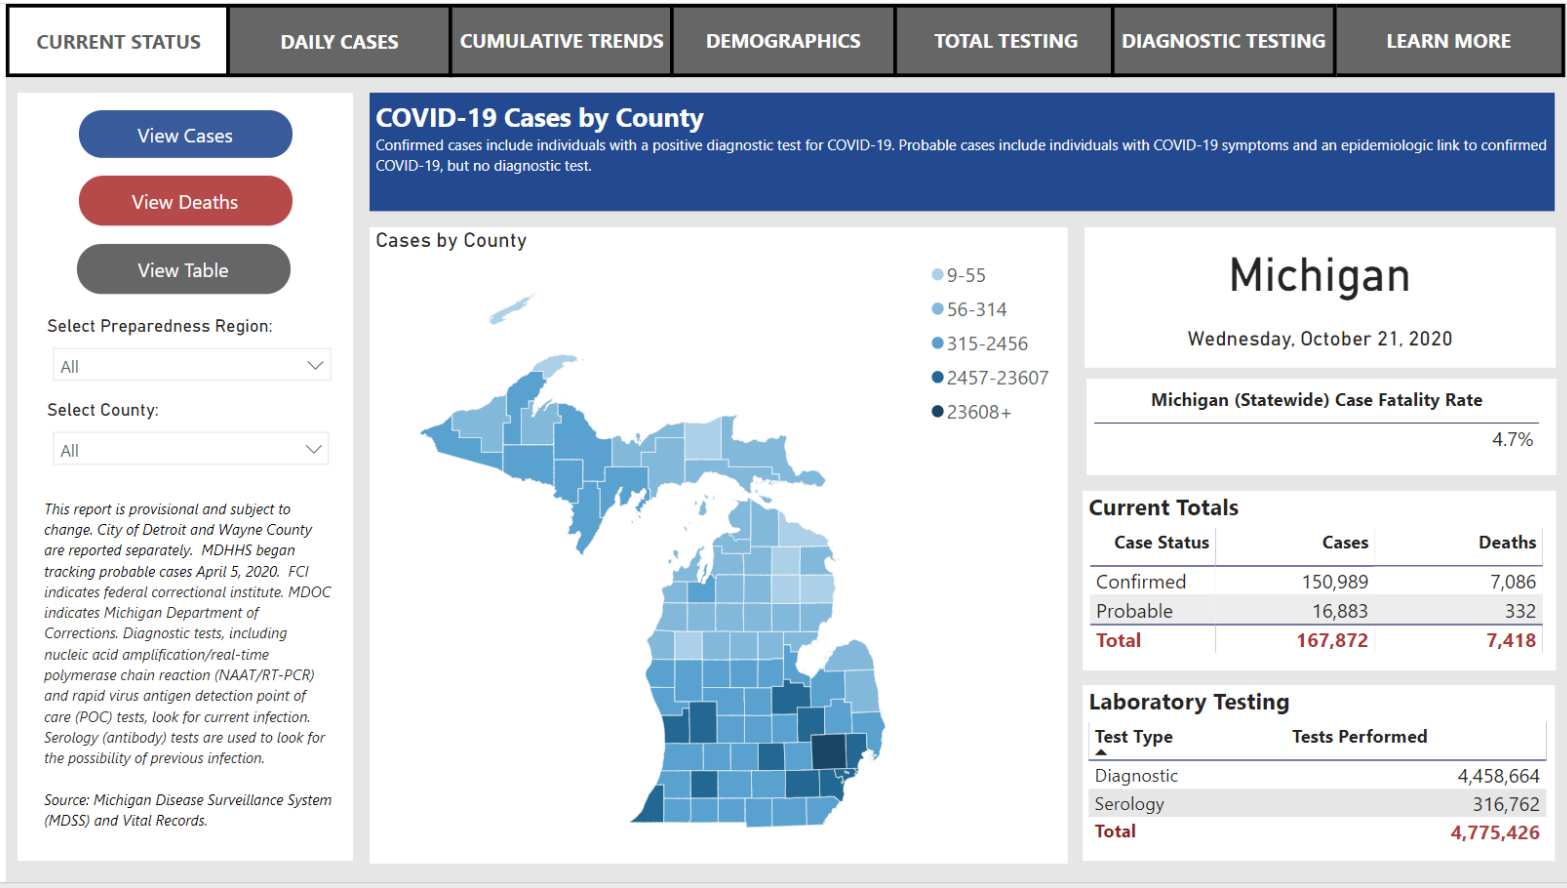 CURRENT STATUS
DAILY CASES
CUMULATIVE TRENDS
DEMOGRAPHICS
TOTAL TESTING
DIAGNOSTIC TESTING
LEARN MORE
View Cases
View Deaths
View Table
Select Preparedness Region:
All
Select County:
All
This report is provisional and subject to
change. City of Detroit and Wayne County
are reported separately. MDHHS began
tracking probable cases April 5, 2020. FCI
indicates federal correctional institute. MDOC
indicates Michigan Department of
Corrections. Diagnostic tests, including
nucleic acid amplification/real-time
polymerase chain reaction (NAAT/RT-PCR)
and rapid virus antigen detection point of
care (POC) tests, look for current infection.
Serology (antibody) tests are used to look for
the possibility of previous infection.
Source: Michigan Disease Surveillance System
(MDSS) and Vital Records.
COVID-19 Cases by County
Confirmed cases include individuals with a positive diagnostic test for COVID-19. Probable cases include individuals with COVID-19 symptoms and an epidemiologic link to confirmed
COVID-19, but no diagnostic test.
Cases by County
9-55
56-314
315-2456
2457-23607
23608+
Michigan
Wednesday, October 21, 2020
Michigan (Statewide) Case Fatality Rate
4.7%
Current Totals
Case Status Cases Deaths
Confirmed 150,989 7,086
Probable 16,883 332
Total 167,872 7,418
Laboratory Testing
Test Type Tests Performed
Diagnostic 4,458,664
Serology 316,762
Total 4,775,426